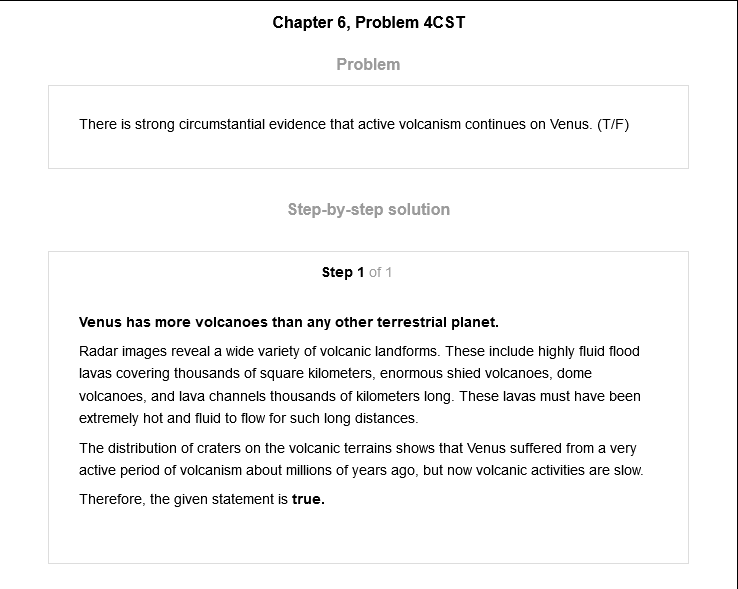 Chapter 6, Problem 4CST
Problem
There is strong circumstantial evidence that active volcanism continues on Venus. (T/F)
Step-by-step solution
Step 1 of 1
Venus has more volcanoes than any other terrestrial planet.
Radar images reveal a wide variety of volcanic landforms. These include highly fluid flood
lavas covering thousands of square kilometers, enormous shied volcanoes, dome
volcanoes, and lava channels thousands of kilometers long. These lavas must have been
extremely hot and fluid to flow for such long distances.
The distribution of craters on the volcanic terrains shows that Venus suffered from a very
active period of volcanism about millions of years ago, but now volcanic activities are slow.
Therefore, the given statement is true.